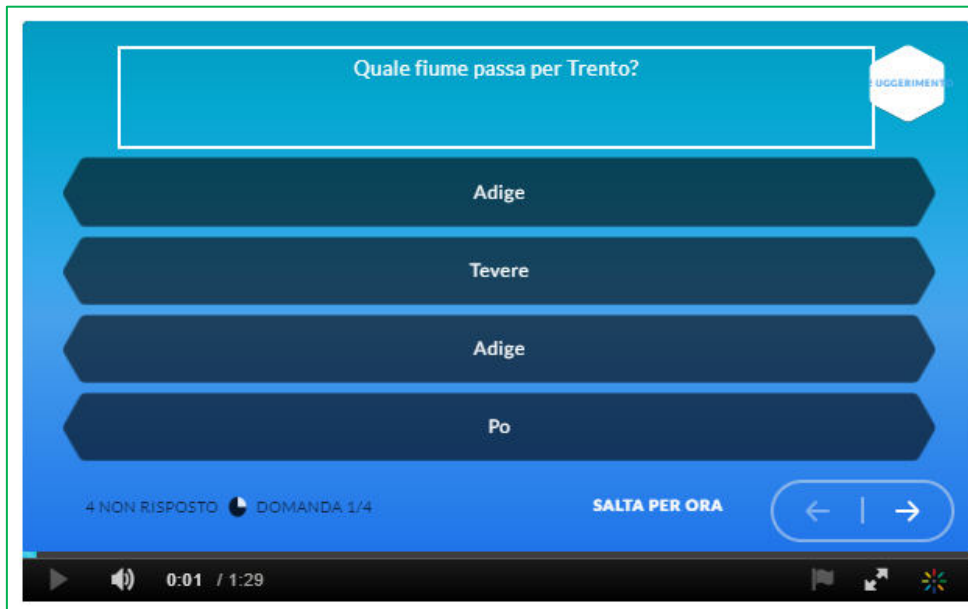 Quale fiume passa per Trento?
UGGERIMENT
Adige
Tevere
Adige
Po
4 NON RISPOSTO DOMANDA 1/4 SALTA PER ORA
0:01 / 1:29